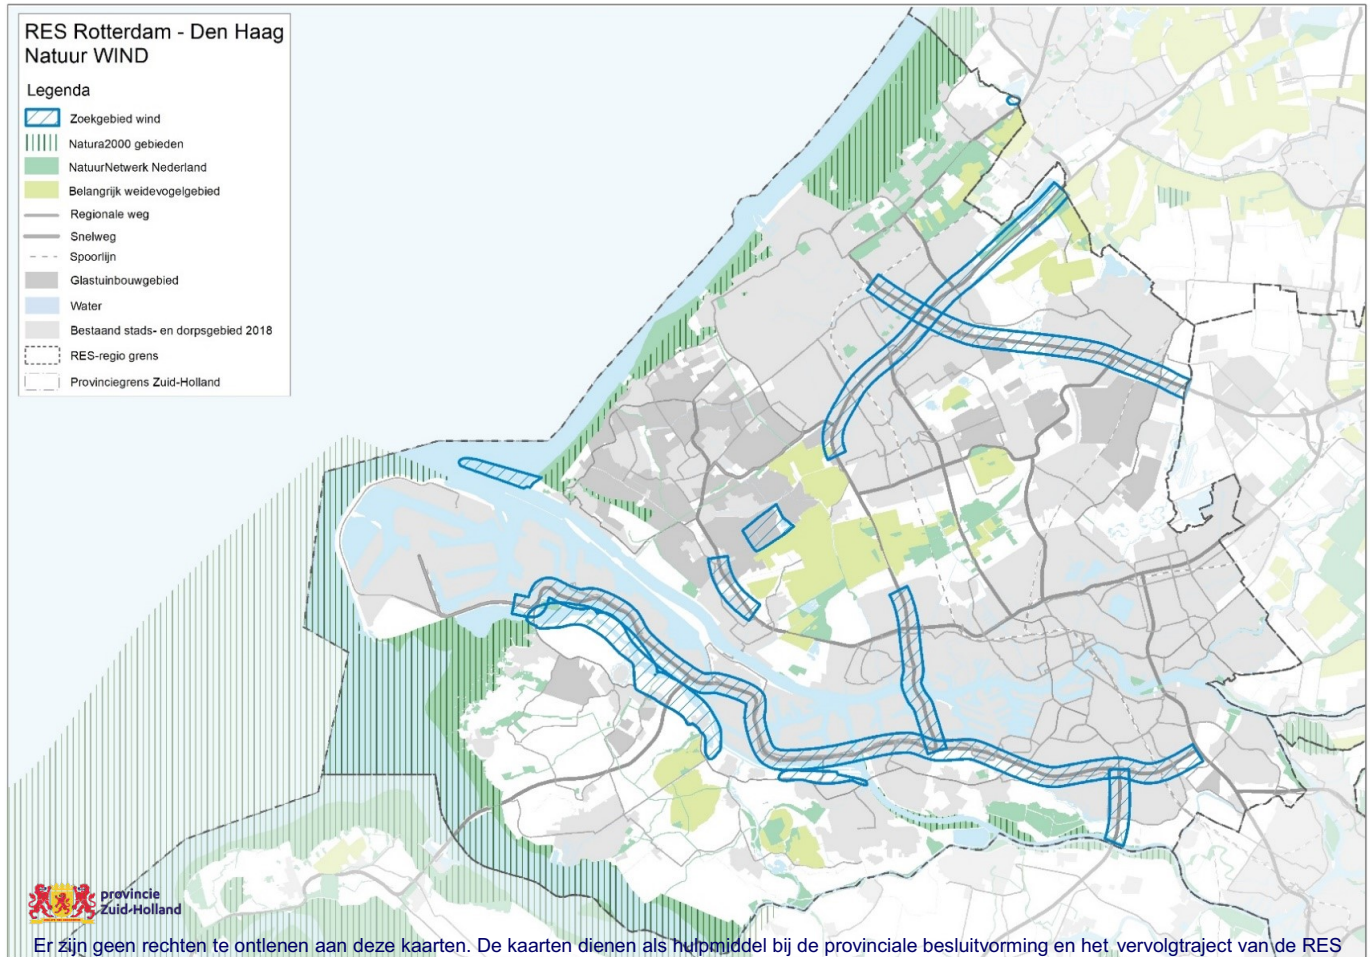 RES Rotterdam - Den Haag
Natuur WIND
Legenda
Zoekgebied wind
Natura2000 gebieden
NatuurNetwerk Nederland
Belangrijk weidevogelgebied
Regionale weg
Snelweg
Spoorlijn
Glastuinbouwgebied
Water
Bestaand stads- en dorpsgebied 2018
RES-regio grens
Provinciegrens Zuid-Holland
provincie
Zuid-Holland
Er zijn geen rechten te ontlenen aan deze kaarten. De kaarten dienen als hulpmiddel bij de provinciale besluitvorming en het vervolgtraject van de RES